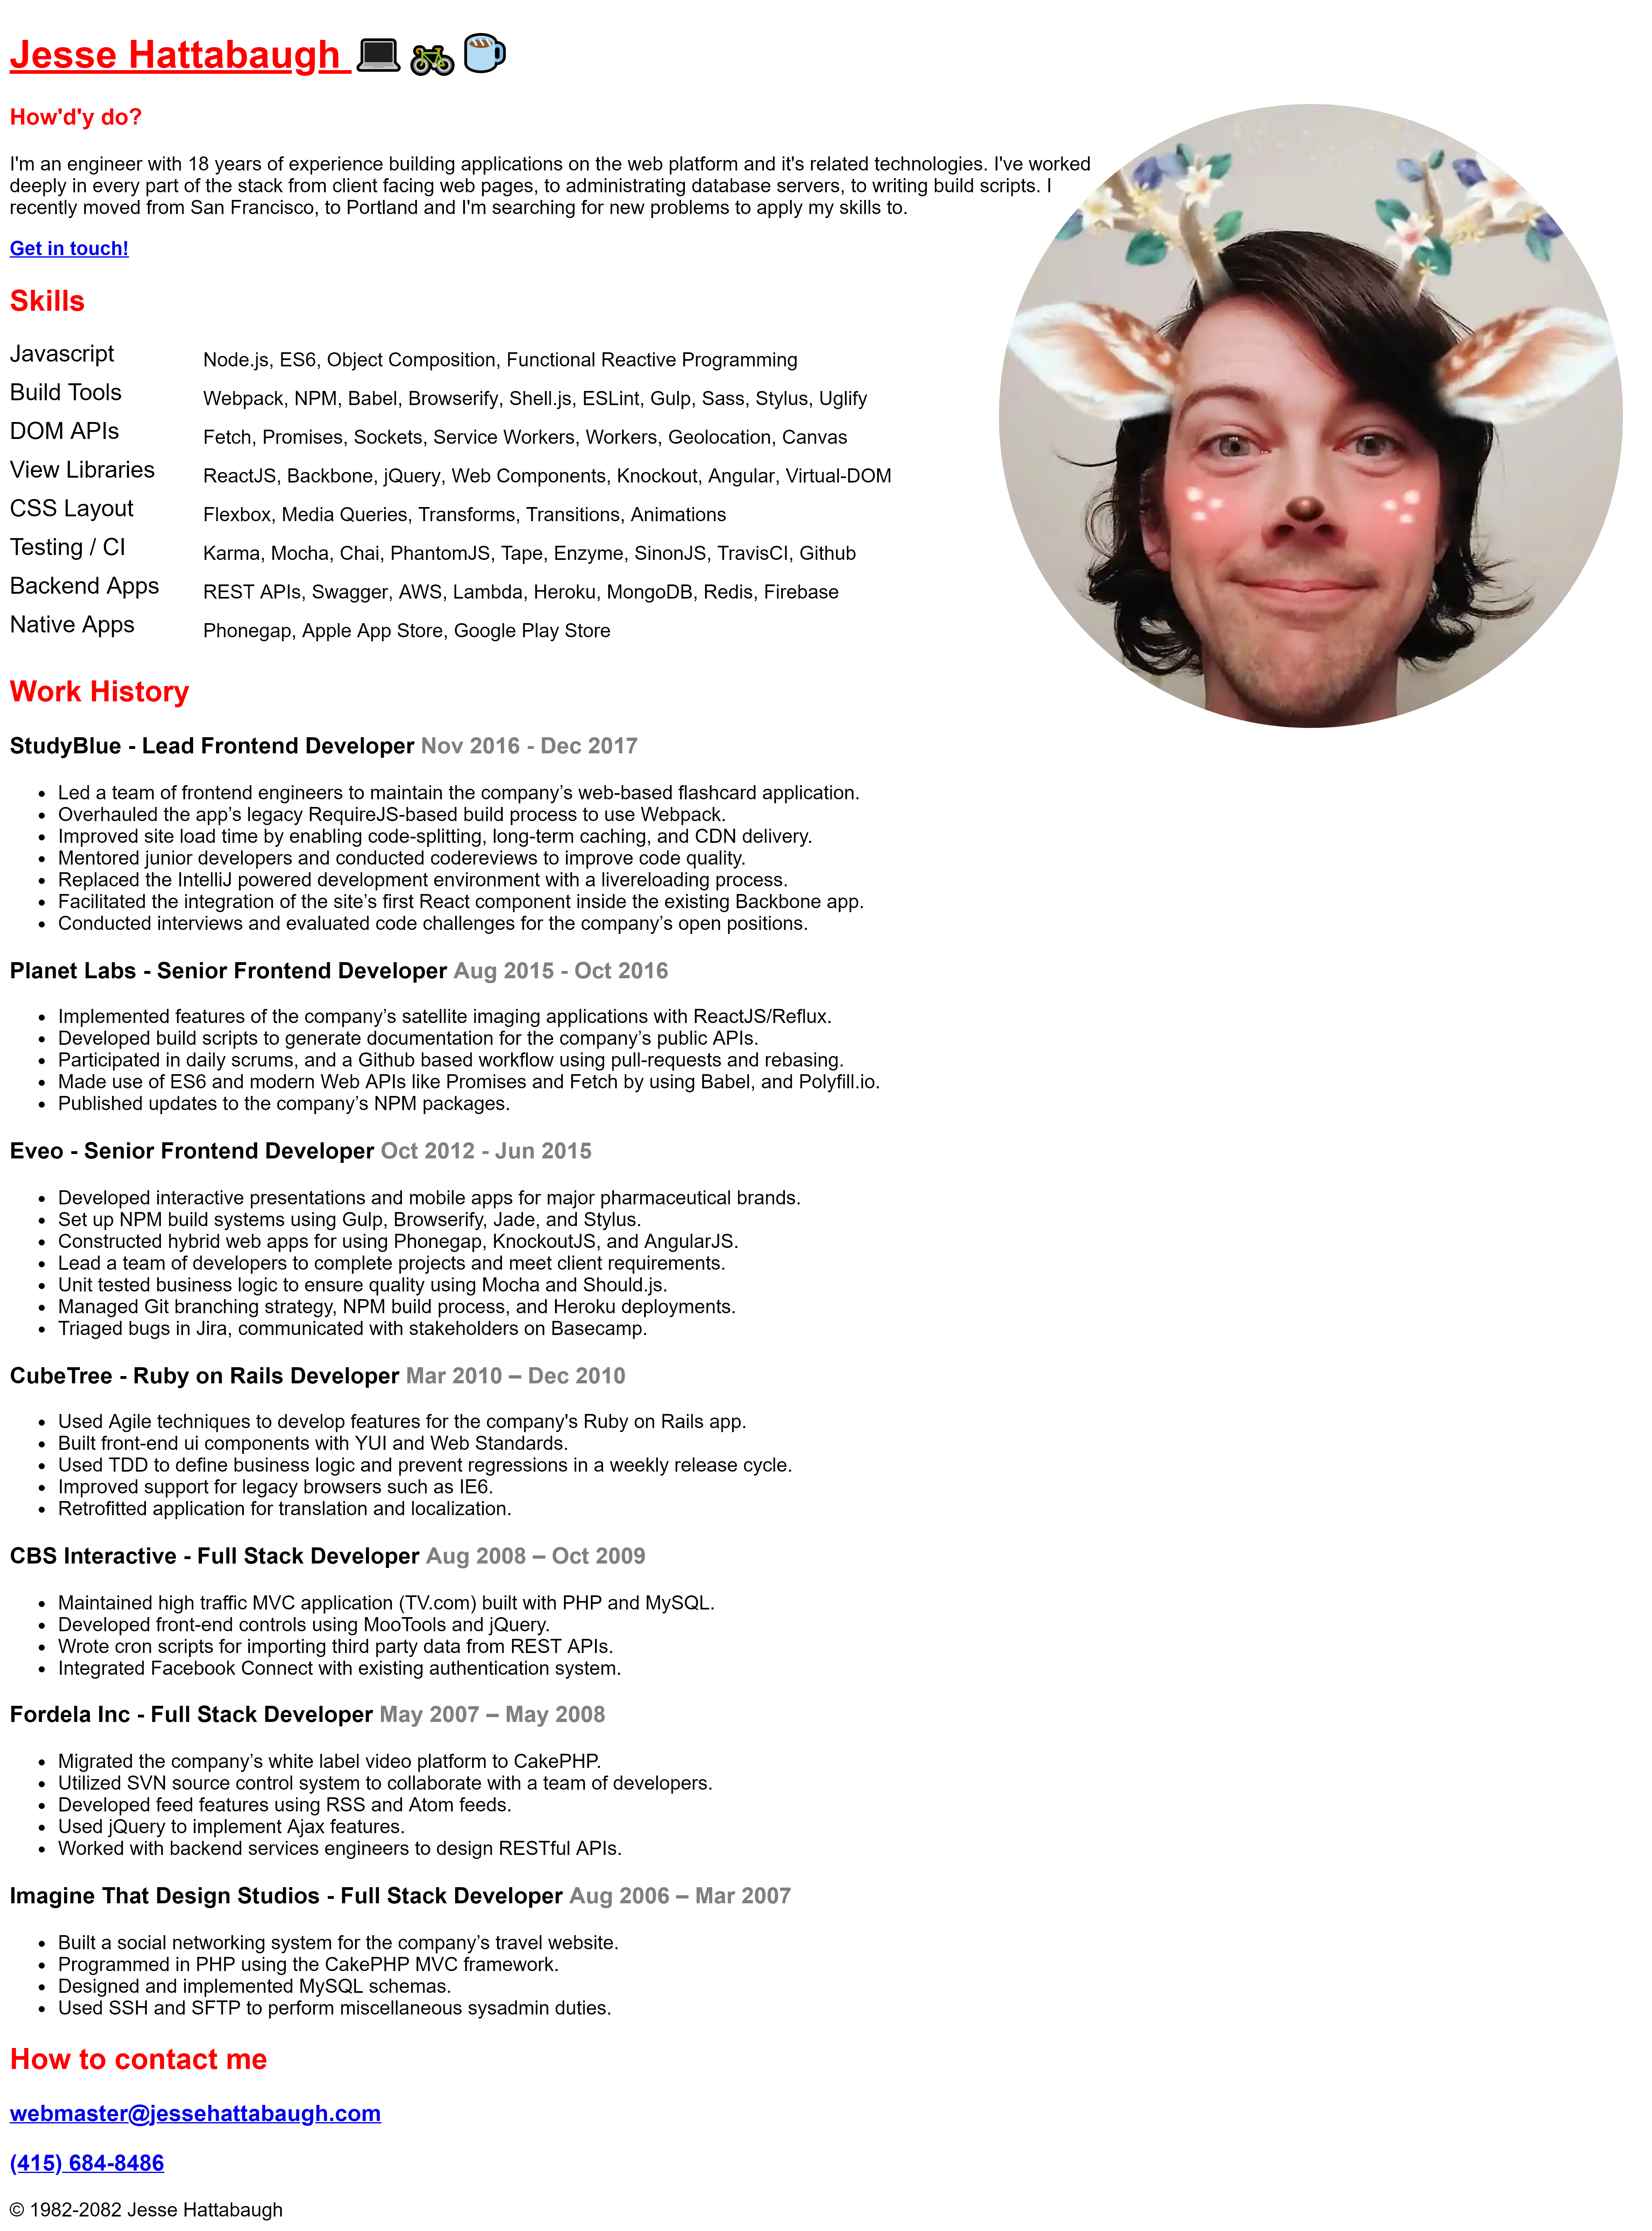 Jesse Hattabaugh 💻 🚲 ☕
How'd'y do?
I'm an engineer with 18 years of experience building applications on the web platform and it's related technologies. I've worked
deeply in every part of the stack from client facing web pages, to administrating database servers, to writing build scripts. I
recently moved from San Francisco, to Portland and I'm searching for new problems to apply my skills to.
Get in touch!
Skills
Javascript Node.js, ES6, Object Composition, Functional Reactive Programming
Build Tools Webpack, NPM, Babel, Browserify, Shell.js, ESLint, Gulp, Sass, Stylus, Uglify
DOM APIs Fetch, Promises, Sockets, Service Workers, Workers, Geolocation, Canvas
View Libraries ReactJS, Backbone, jQuery, Web Components, Knockout, Angular, Virtual-DOM
CSS Layout Flexbox, Media Queries, Transforms, Transitions, Animations
Testing / CI Karma, Mocha, Chai, PhantomJS, Tape, Enzyme, SinonJS, TravisCI, Github
Backend Apps REST APIs, Swagger, AWS, Lambda, Heroku, MongoDB, Redis, Firebase
Native Apps Phonegap, Apple App Store, Google Play Store
Work History
StudyBlue - Lead Frontend Developer Nov 2016 - Dec 2017
• Led a team of frontend engineers to maintain the company’s web-based flashcard application.
• Overhauled the app’s legacy RequireJS-based build process to use Webpack.
• Improved site load time by enabling code-splitting, long-term caching, and CDN delivery.
• Mentored junior developers and conducted codereviews to improve code quality.
• Replaced the IntelliJ powered development environment with a livereloading process.
• Facilitated the integration of the site’s first React component inside the existing Backbone app.
• Conducted interviews and evaluated code challenges for the company’s open positions.
Planet Labs - Senior Frontend Developer Aug 2015 - Oct 2016
• Implemented features of the company’s satellite imaging applications with ReactJS/Reflux.
• Developed build scripts to generate documentation for the company’s public APIs.
• Participated in daily scrums, and a Github based workflow using pull-requests and rebasing.
• Made use of ES6 and modern Web APIs like Promises and Fetch by using Babel, and Polyfill.io.
• Published updates to the company’s NPM packages.
Eveo - Senior Frontend Developer Oct 2012 - Jun 2015
• Developed interactive presentations and mobile apps for major pharmaceutical brands.
• Set up NPM build systems using Gulp, Browserify, Jade, and Stylus.
• Constructed hybrid web apps for using Phonegap, KnockoutJS, and AngularJS.
• Lead a team of developers to complete projects and meet client requirements.
• Unit tested business logic to ensure quality using Mocha and Should.js.
• Managed Git branching strategy, NPM build process, and Heroku deployments.
• Triaged bugs in Jira, communicated with stakeholders on Basecamp.
CubeTree - Ruby on Rails Developer Mar 2010 – Dec 2010
• Used Agile techniques to develop features for the company's Ruby on Rails app.
• Built front-end ui components with YUI and Web Standards.
• Used TDD to define business logic and prevent regressions in a weekly release cycle.
• Improved support for legacy browsers such as IE6.
• Retrofitted application for translation and localization.
CBS Interactive - Full Stack Developer Aug 2008 – Oct 2009
• Maintained high traffic MVC application (TV.com) built with PHP and MySQL.
• Developed front-end controls using MooTools and jQuery.
• Wrote cron scripts for importing third party data from REST APIs.
• Integrated Facebook Connect with existing authentication system.
Fordela Inc - Full Stack Developer May 2007 – May 2008
• Migrated the company’s white label video platform to CakePHP.
• Utilized SVN source control system to collaborate with a team of developers.
• Developed feed features using RSS and Atom feeds.
• Used jQuery to implement Ajax features.
• Worked with backend services engineers to design RESTful APIs.
Imagine That Design Studios - Full Stack Developer Aug 2006 – Mar 2007
• Built a social networking system for the company’s travel website.
• Programmed in PHP using the CakePHP MVC framework.
• Designed and implemented MySQL schemas.
• Used SSH and SFTP to perform miscellaneous sysadmin duties.
How to contact me
webmaster@jessehattabaugh.com
(415) 684-8486
© 1982-2082 Jesse Hattabaugh